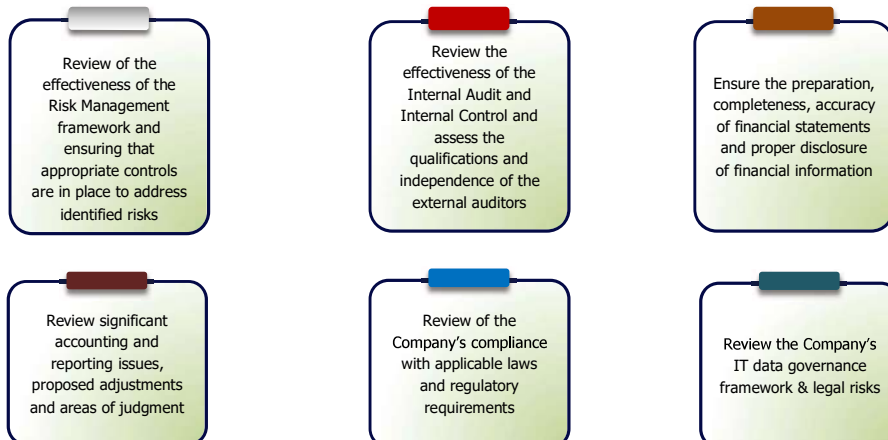 Review of the
effectiveness of the
Risk Management
framework and
ensuring that
appropriate controls
are in place to address
identified risks
Review the
effectiveness of the
Internal Audit and
Internal Control and
assess the
qualifications and
independence of the
external auditors
Ensure the preparation,
completeness, accuracy
of financial statements
and proper disclosure
of financial information
Review significant
accounting and
reporting issues,
proposed adjustments
and areas of judgment
Review of the
Company’s compliance
with applicable laws
and regulatory
requirements
Review the Company’s
IT data governance
framework & legal risks